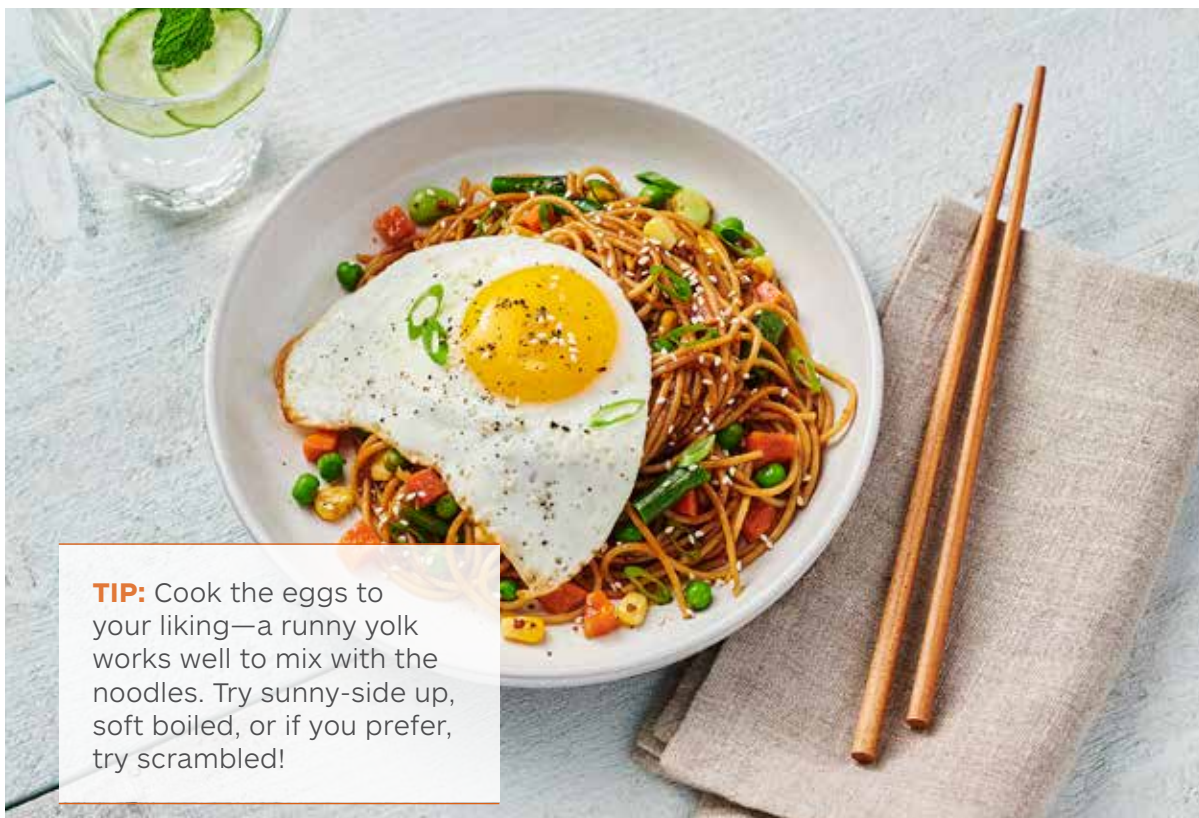 TIP: Cook the eggs to
your liking—a runny yolk
works well to mix with the
noodles. Try sunny-side up,
soft boiled, or if you prefer,
try scrambled!